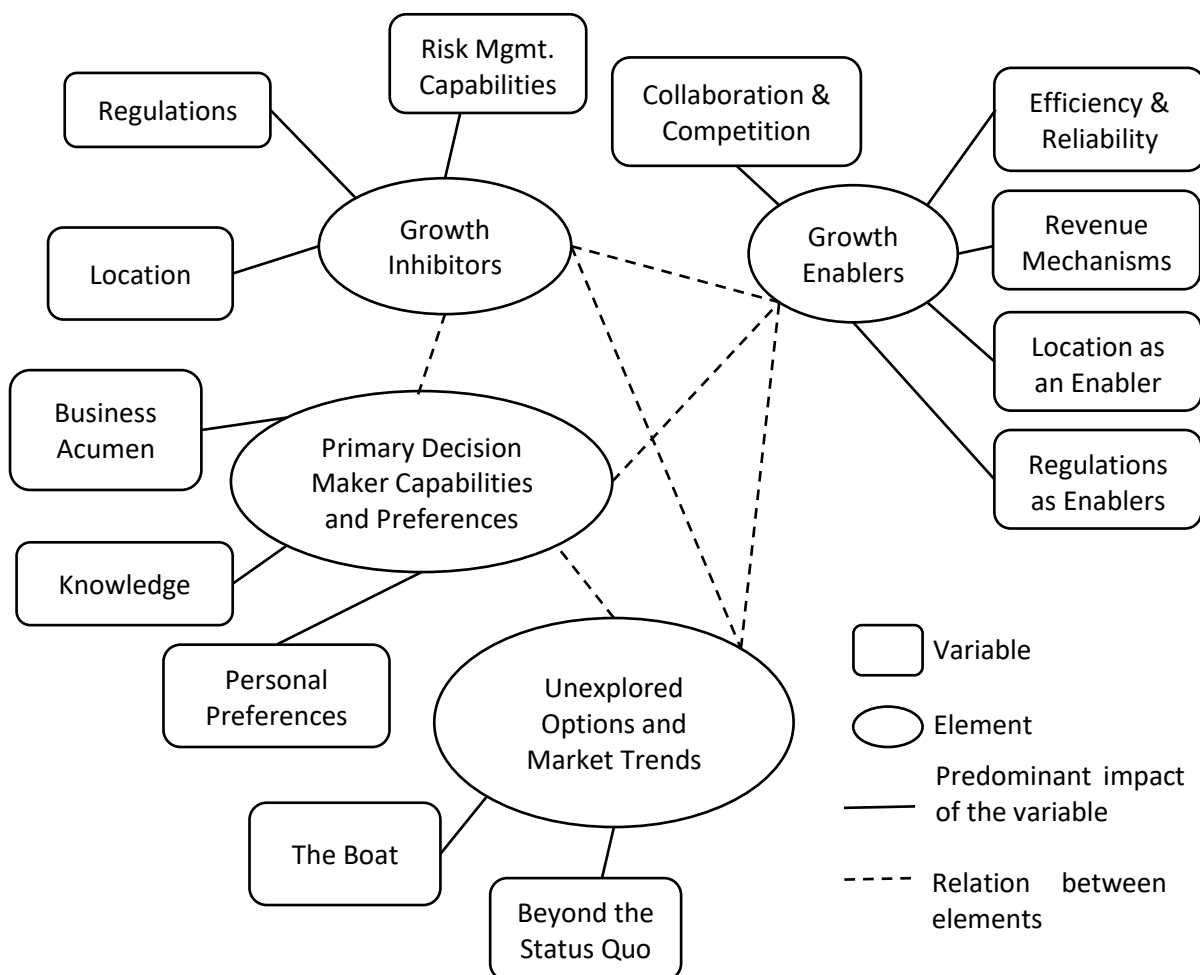 Risk Mgmt.
Capabilities
Regulations
Collaboration &
Competition
Efficiency &
Reliability
Growth
Inhibitors
Growth
Enablers
Revenue
Mechanisms
Location
Location as
an Enabler
Business
Acumen
Primary Decision
Maker Capabilities
and Preferences
Regulations
as Enablers
Knowledge
Personal
Preferences
Unexplored
Options and
Market Trends
Variable
Element
Predominant impact
of the variable
The Boat
Relation between
elements
Beyond the
Status Quo